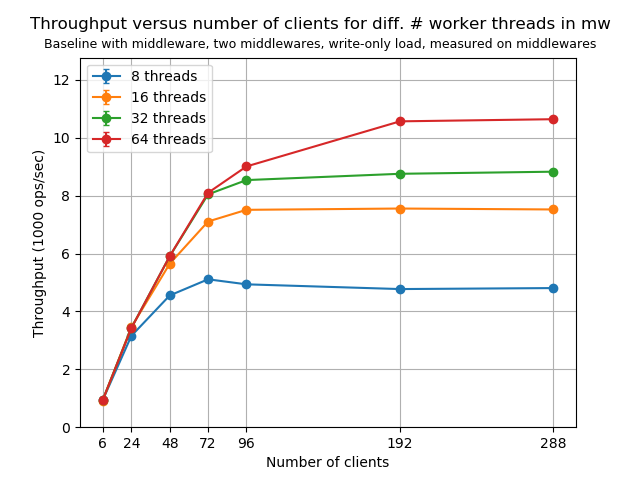 Throughput versus number of clients for diff. # worker threads in mw
Baseline with middleware, two middlewares, write-only load, measured on middlewares
8 threads
16 threads
32 threads
64 threads
Throughput (1000 ops/sec)
12
10
8
6
4
2
0
6 24 48 72 96 192 288
Number of clients